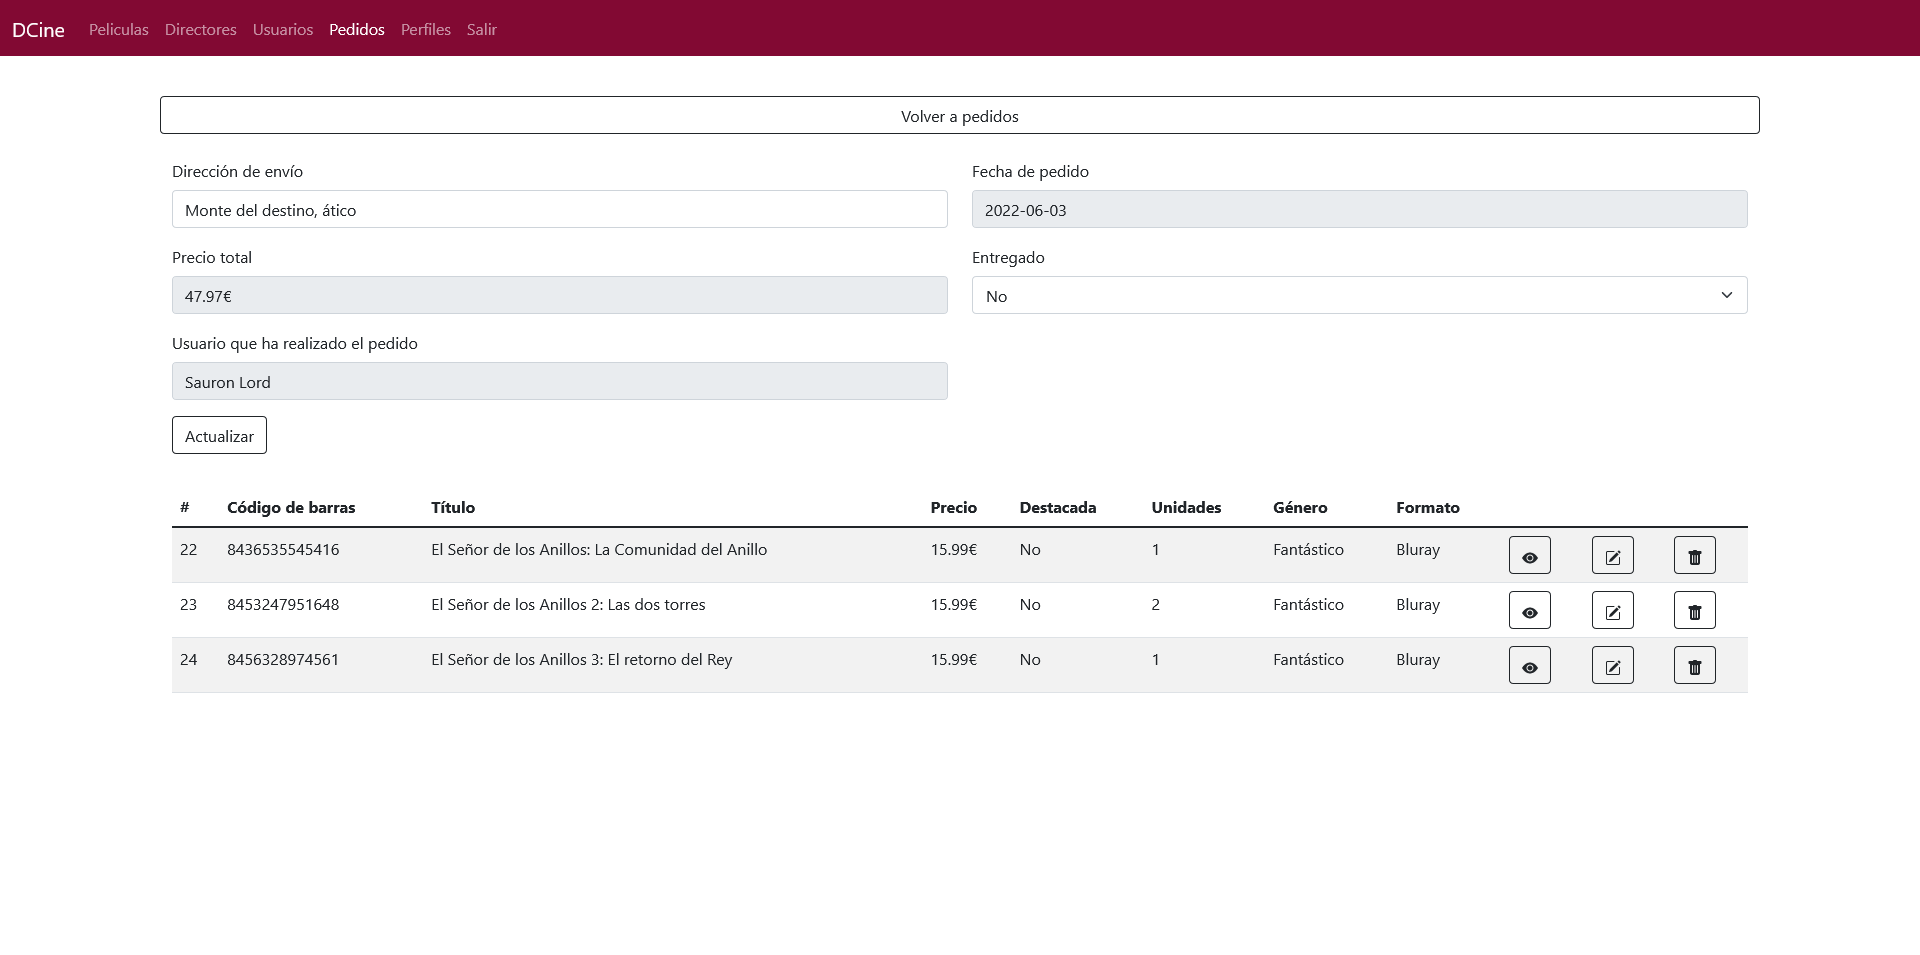 DCine Peliculas Directores Usuarios Pedidos Perfiles Salir
Volver a pedidos
Dirección de envío
Monte del destino, ático
Fecha de pedido
2022-06-03
Precio total
47.97€
Entregado
No
Usuario que ha realizado el pedido
Sauron Lord
Actualizar
# Código de barras Título Precio Destacada Unidades Género Formato
22 8436535545416 El Señor de los Anillos: La Comunidad del Anillo 15.99€ No 1 Fantástico Bluray
23 8453247951648 El Señor de los Anillos 2: Las dos torres 15.99€ No 2 Fantástico Bluray
24 8456328974561 El Señor de los Anillos 3: El retorno del Rey 15.99€ No 1 Fantástico Bluray